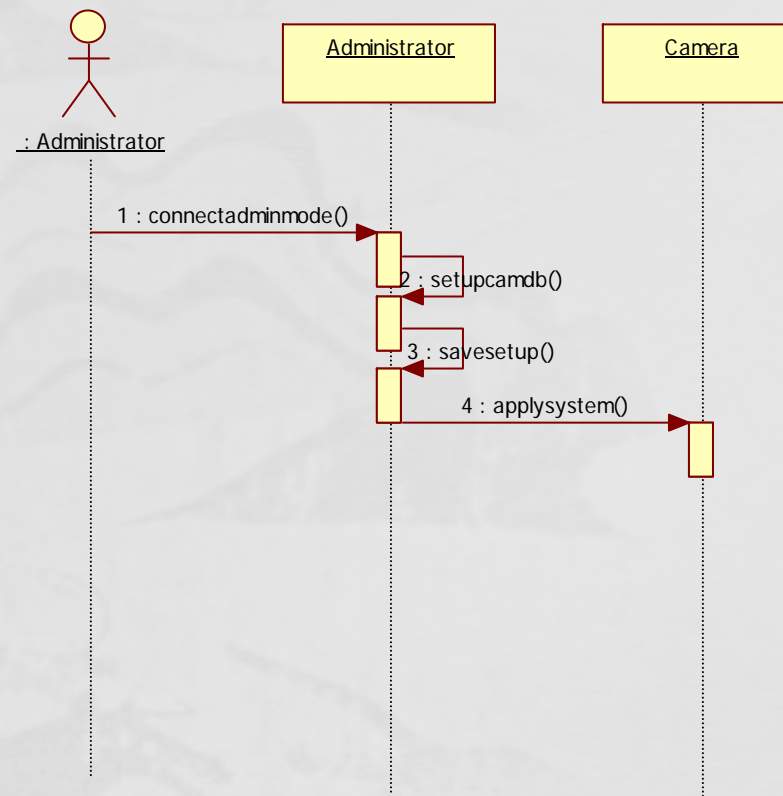 Administrator
Camera
: Administrator
1 : connectadminmode()
2 : setupcamdb()
3 : savesetup()
4 : applysystem()